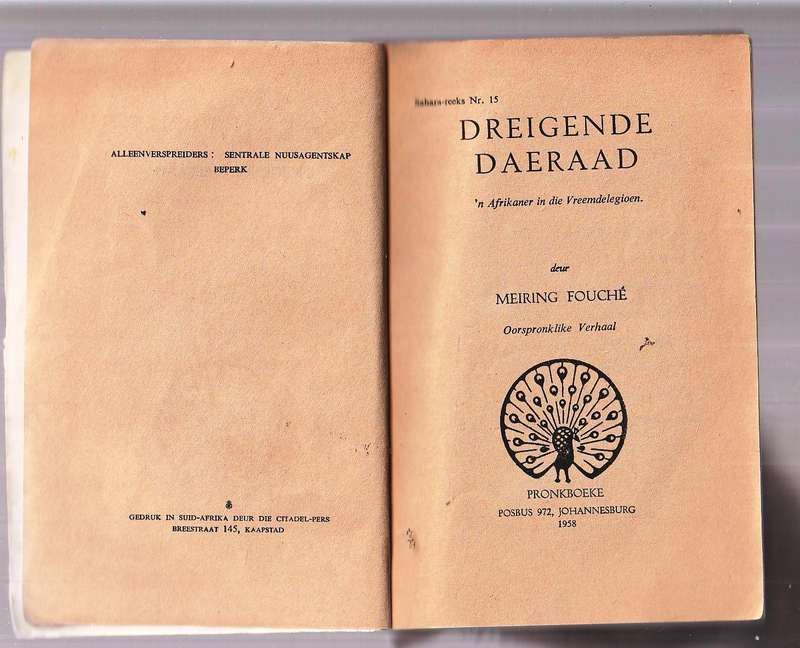 ALLEENVERSPREIDERS: SENTRALE NUUSAGENTSKAP
BEPERK
GEDRUK IN SUID-AFRIKA DEUR DIE CITADEL-PERS
BREESTRAAT 145, KAAPSTAD
Sahara-reeks Nr. 15
DREIGENDE
DAERAAD
'n Afrikaner in die Vreemdelegioen.
deur
MEIRING FOUCHÉ
Oorspronklike Verhaal
PRONKBOEKE
POSBUS 972, JOHANNESBURG
1958